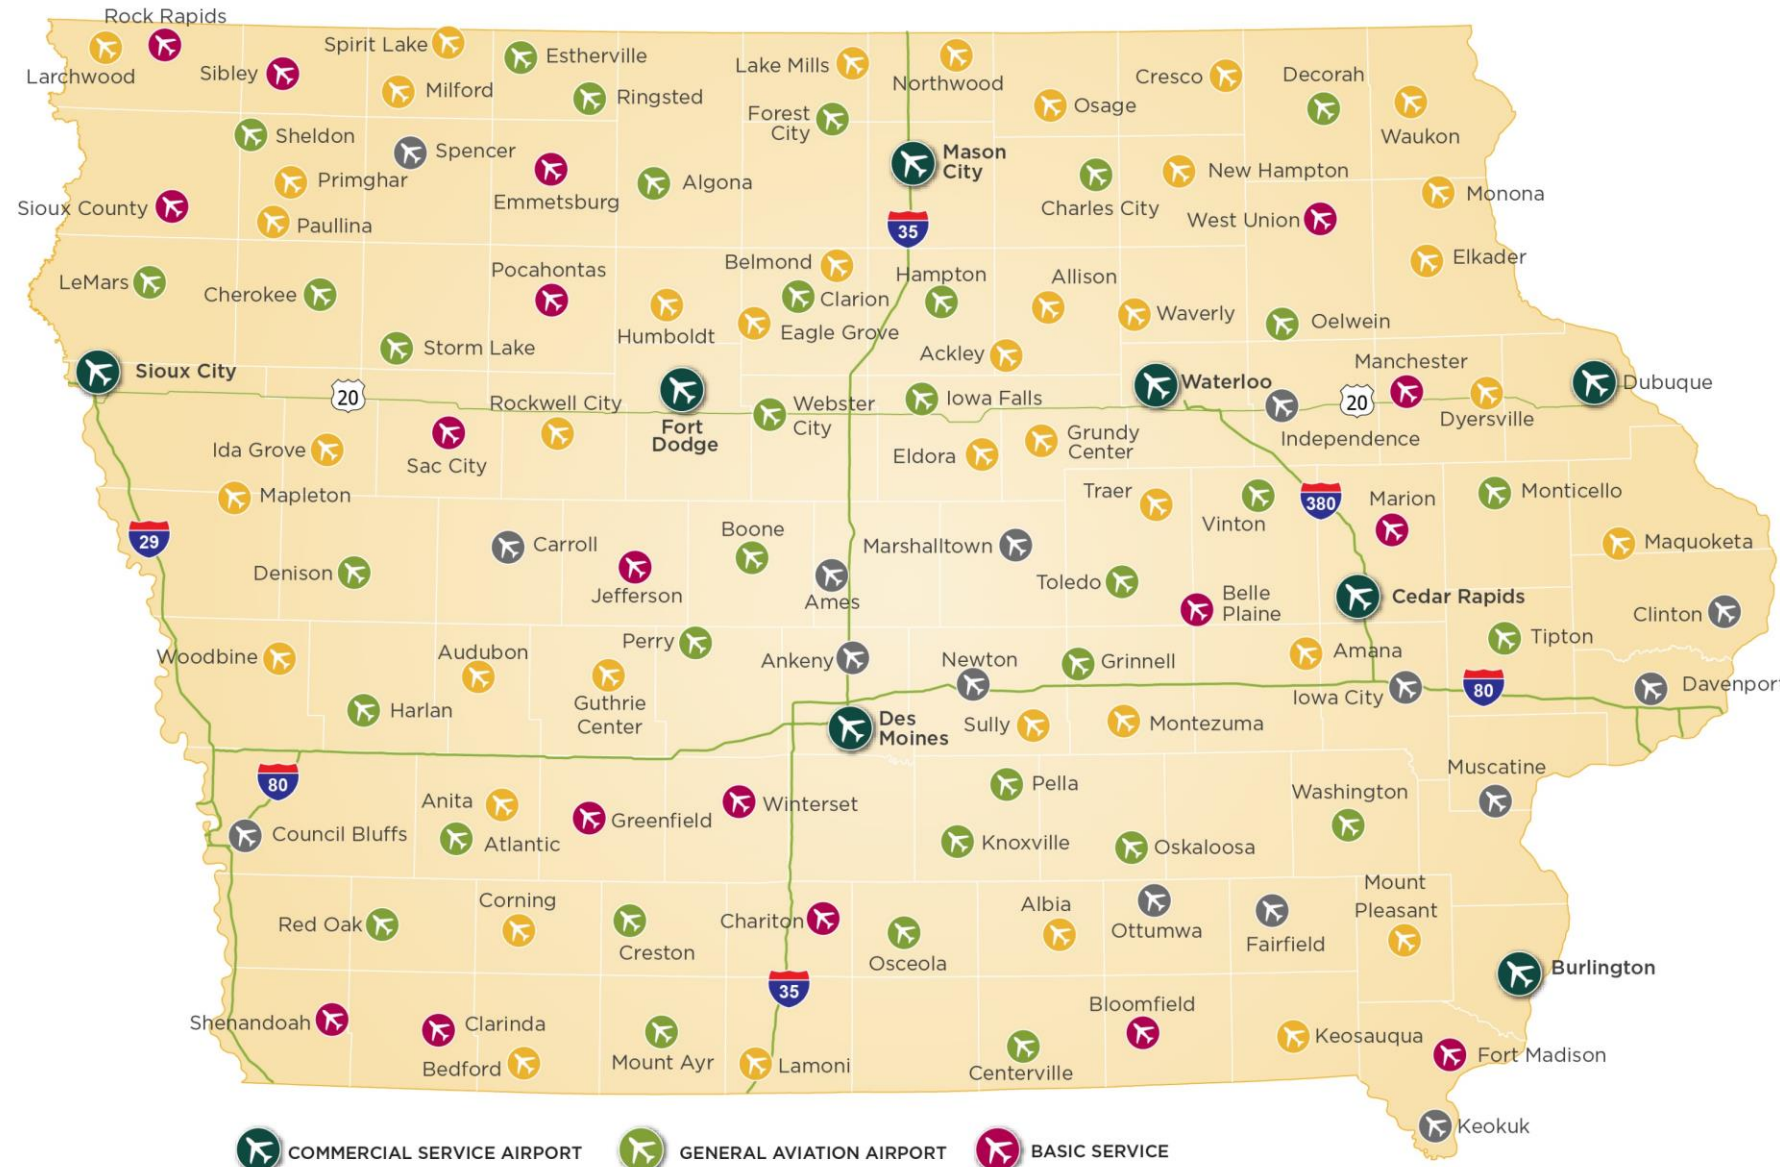 Rock Rapids
Larchwood
Sibley
Spirit Lake
Milford
Estherville
Ringsted
Lake Mills
Forest
City
Northwood
Osage
Cresco
Decorah
Waukon
Sheldon
Spencer
Primghar
Paullina
Sioux County
Emmetsburg
Algona
Mason
City
35
Charles City
New Hampton
West Union
Monona
Elkader
LeMars
Cherokee
Storm Lake
Pocahontas
Humboldt
Belmond
Clarion
Eagle Grove
Hampton
Ackley
Allison
Waverly
Oelwein
Sioux City
20
Rockwell City
Fort
Dodge
Webster
City
Iowa Falls
Waterloo
Independence
20
Manchester
Dyersville
Dubuque
Ida Grove
Sac City
Mapleton
Eldora
Grundy
Center
Traer
Vinton
380
Marion
Monticello
Maquoketa
29
Denison
Carroll
Jefferson
Boone
Ames
Marshalltown
Toledo
Belle
Plaine
Cedar Rapids
Clinton
Tipton
Woodbine
Audubon
Guthrie
Center
Perry
Ankeny
Newton
Grinnell
Amana
Iowa City
80
Davenport
Harlan
Des
Moines
Sully
Montezuma
80
Council Bluffs
Anita
Atlantic
Greenfield
Winterset
Pella
Knoxville
Oskaloosa
Washington
Muscatine
Red Oak
Corning
Creston
Chariton
Osceola
Albia
Ottumwa
Fairfield
Mount
Pleasant
Burlington
Shenandoah
Clarinda
Bedford
Mount Ayr
35
Lamoni
Centerville
Bloomfield
Keosauqua
Fort Madison
Keokuk
COMMERCIAL SERVICE AIRPORT
GENERAL AVIATION AIRPORT
BASIC SERVICE